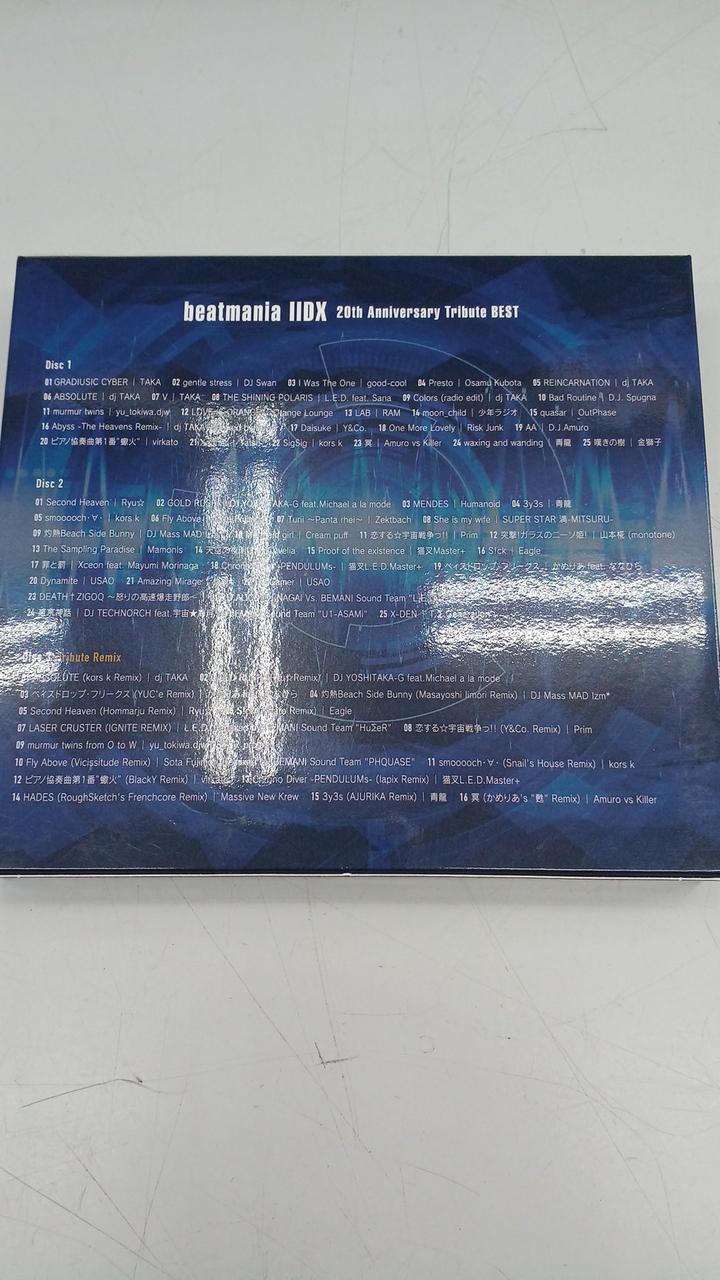 beatmania IIDX 20th Anniversary Tribute BEST
Disc 1
01 GRADIUSIC CYBER | TAKA 02 gentle stress | DJ Swan 03 I Was The One | good-cool 04 Presto | Osamu Kubota 05 REINCARNATION | dj TAKA
06 ABSOLUTE | dj TAKA 07 V | TAKA 08 THE SHINING POLARIS | L.E.D. feat. Sana 09 Colors (radio edit) | dj TAKA 10 Bad Routine | D.J. Spugna
11 murmur twins | yu_tokiwa.djw 12 Orange Lounge 13 LAB | RAM 14 moon_child | 少年ラジオ 15 quasar | OutPhase
16 Abyss -The Heavens Remix- | dj TAKA 17 Daisuke | Y&Co. 18 One More Lovely | Risk Junk 19 AA | D.J.Amuro
20 ピアノ協奏曲第1番"蠍火" | virkato 22 SigSig | kors k 23 冥 | Amuro vs Killer 24 waxing and wanding | 青龍 25 嘆きの樹 | 金獅子
Disc 2
01 Second Heaven | Ryu☆ 02 GOLD YOSHITAKA-G feat.Michael a la mode 03 MENDES | Humanoid 04 3y3s | 青龍
05 smooooch・∀・ | kors k 06 Fly Above 07 Turii ～Panta rhei～ | Zektbach 08 She is my wife | SUPER STAR 満-MITSURU-
09 灼熱Beach Side Bunny | DJ Mass MAD girl | Cream puff 11 恋する☆宇宙戦争っ!! | Prim 12 突撃!ガラスのニーソ姫! | 山本椛 (monotone)
13 The Sampling Paradise | Mamonis 14 15 Proof of the existence | 猫叉Master+ 16 S!ck | Eagle
17 罪と罰 | Xceon feat. Mayumi Morinaga 18 -PENDULUMs- | 猫叉L.E.D.Master+ 19 ベイスドロップ・フリークス | かめりあ feat. ななひら
20 Dynamite | USAO 21 Amazing Mirage | USAO
23 DEATH†ZIGOQ ～怒りの高速爆走野郎～ NAGAI Vs. BEMANI Sound Team
24 | DJ TECHNORCH feat.宇宙★ Sound Team "U1-ASAMi" 25 X-DEN
Tribute Remix
(kors k Remix) | dj TAKA 02 Remix) | DJ YOSHITAKA-G feat.Michael a la mode
03 ベイスドロップ・フリークス (YUC'e Remix) | 04 灼熱Beach Side Bunny (Masayoshi Iimori Remix) | DJ Mass MAD Izm*
05 Second Heaven (Hommarju Remix) | Remix) | Eagle
07 LASER CRUSTER (IGNITE REMIX) | BEMANI Sound Team "HuΣeR" 08 恋する☆宇宙戦争っ!! (Y&Co. Remix) | Prim
09 murmur twins from O to W | yu_tokiwa.djw
10 Fly Above (Vicissitude Remix) | Sota BEMANI Sound Team "PHQUASE" 11 smooooch・∀・ (Snail's House Remix) | kors k
12 ピアノ協奏曲第1番"蠍火" (BlackY Remix) | 13 Chrono Diver -PENDULUMs- (lapix Remix) | 猫叉L.E.D.Master+
14 HADES (RoughSketch's Frenchcore Remix) | Massive New Krew 15 3y3s (AJURIKA Remix) | 青龍 16 冥 (かめりあ's "甦" Remix) | Amuro vs Killer